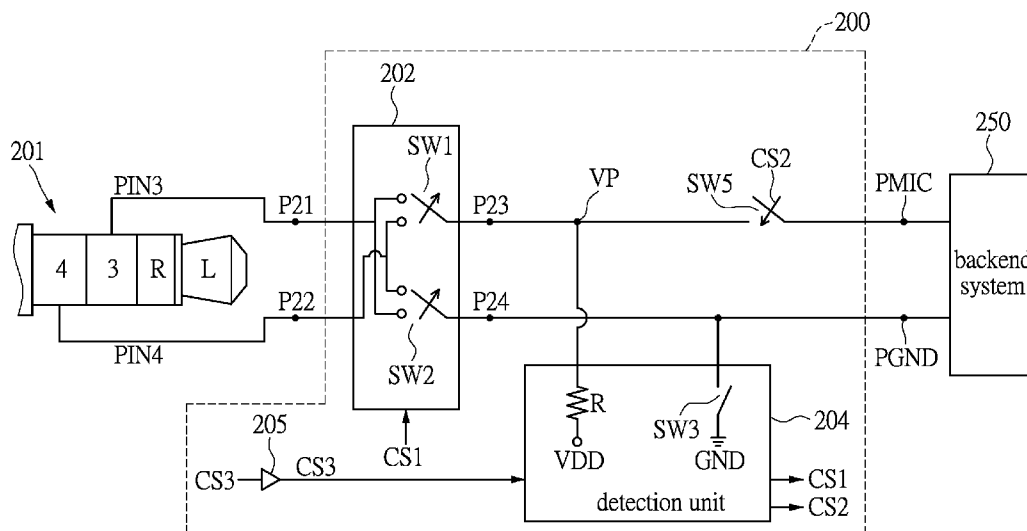 200
202
250
201
SW1
CS2
PIN3
P21
P23
VP
SW5
PMIC
4
3
R
L
backend
system
P22
P24
PIN4
SW2
PGND
205
R
SW3
204
CS1
VDD
GND
CS3
CS3
CS1
detection unit
CS2